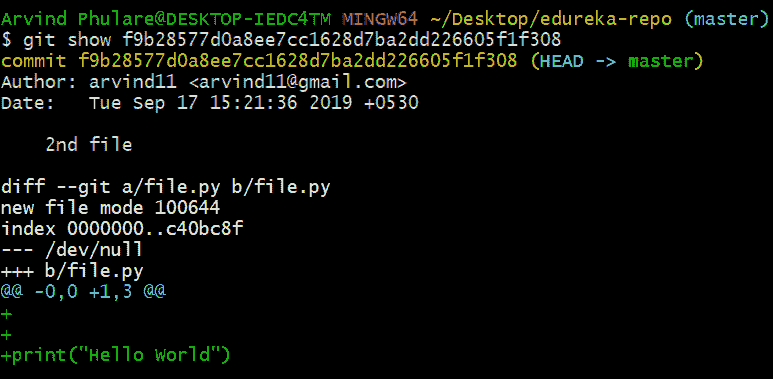 Arvind Phulare@DESKTOP-IEDC4TM MINGW64 ~/Desktop/edureka-repo (master)
$ git show f9b28577d0a8ee7cc1628d7ba2dd226605f1f308
commit f9b28577d0a8ee7cc1628d7ba2dd226605f1f308 (HEAD -> master)
Author: arvind11 <arvind11@gmail.com>
Date:   Tue Sep 17 15:21:36 2019 +0530

    2nd file

diff --git a/file.py b/file.py
new file mode 100644
index 0000000..c40bc8f
--- /dev/null
+++ b/file.py
@@ -0,0 +1,3 @@
+
+
+print("Hello World")